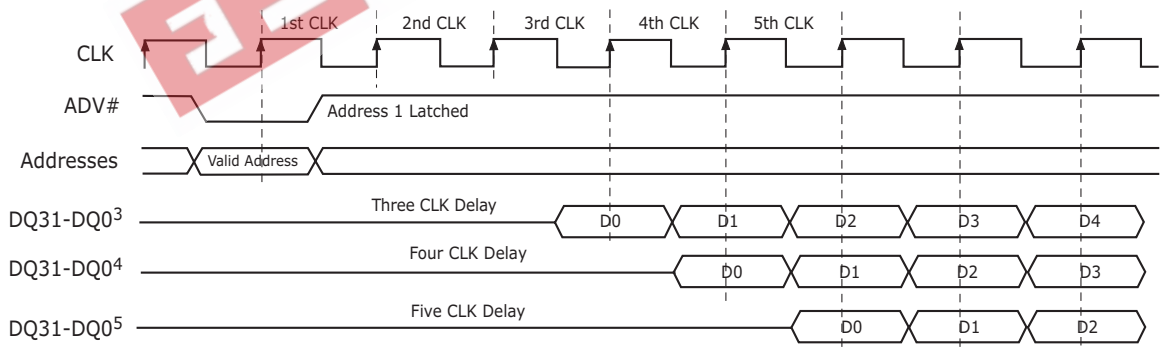 1st CLK 2nd CLK 3rd CLK 4th CLK 5th CLK
CLK
ADV# Address 1 Latched
Addresses Valid Address
DQ31-DQ0³ Three CLK Delay D0 D1 D2 D3 D4
DQ31-DQ0⁴ Four CLK Delay D0 D1 D2 D3
DQ31-DQ0⁵ Five CLK Delay D0 D1 D2